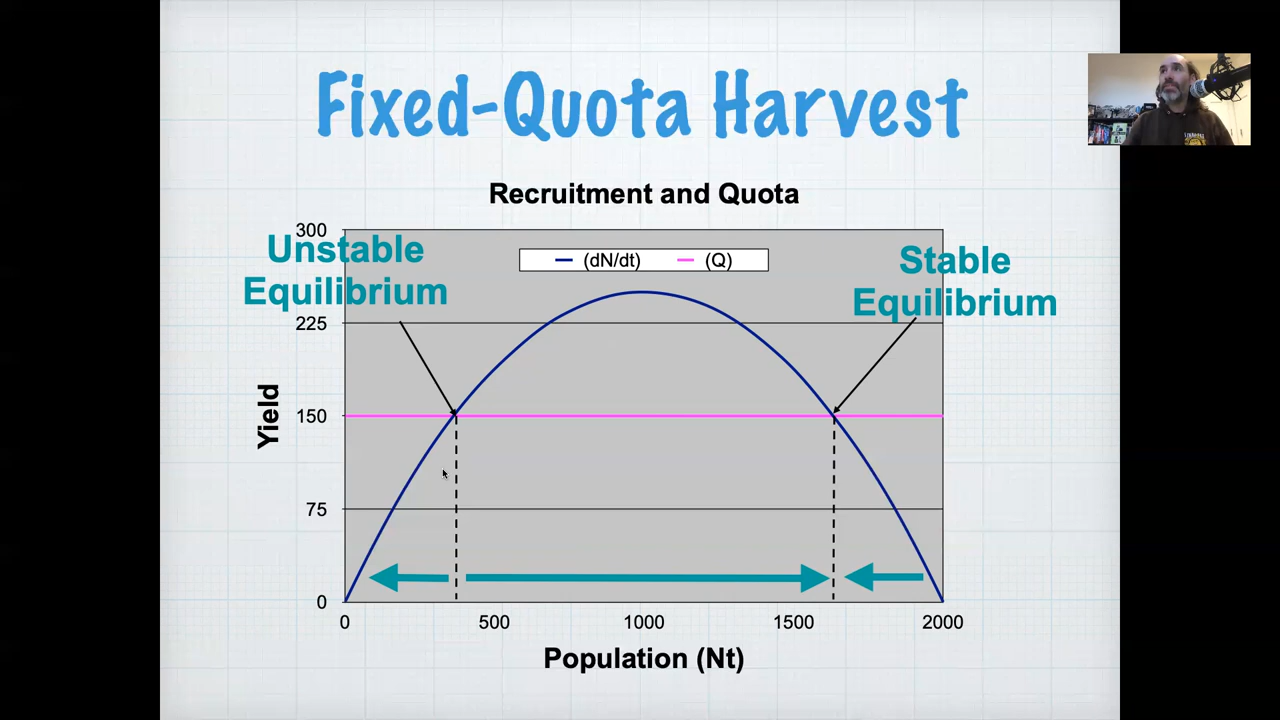 Fixed-Quota Harvest
Recruitment and Quota
Unstable
Equilibrium
Stable
Equilibrium
(dN/dt) (Q)
300
225
150
75
0
Yield
0 500 1000 1500 2000
Population (Nt)